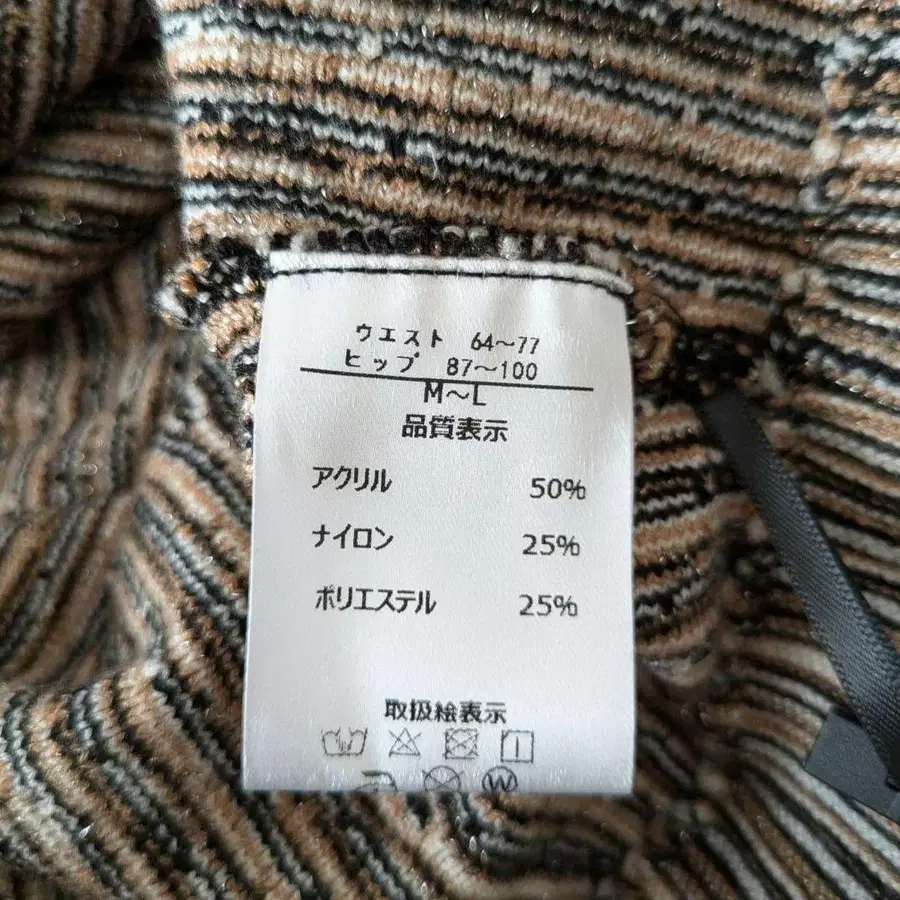 ウエスト 64～77
ヒップ 87～100
M～L
品質表示
アクリル 50%
ナイロン 25%
ポリエステル 25%
取扱絵表示
W